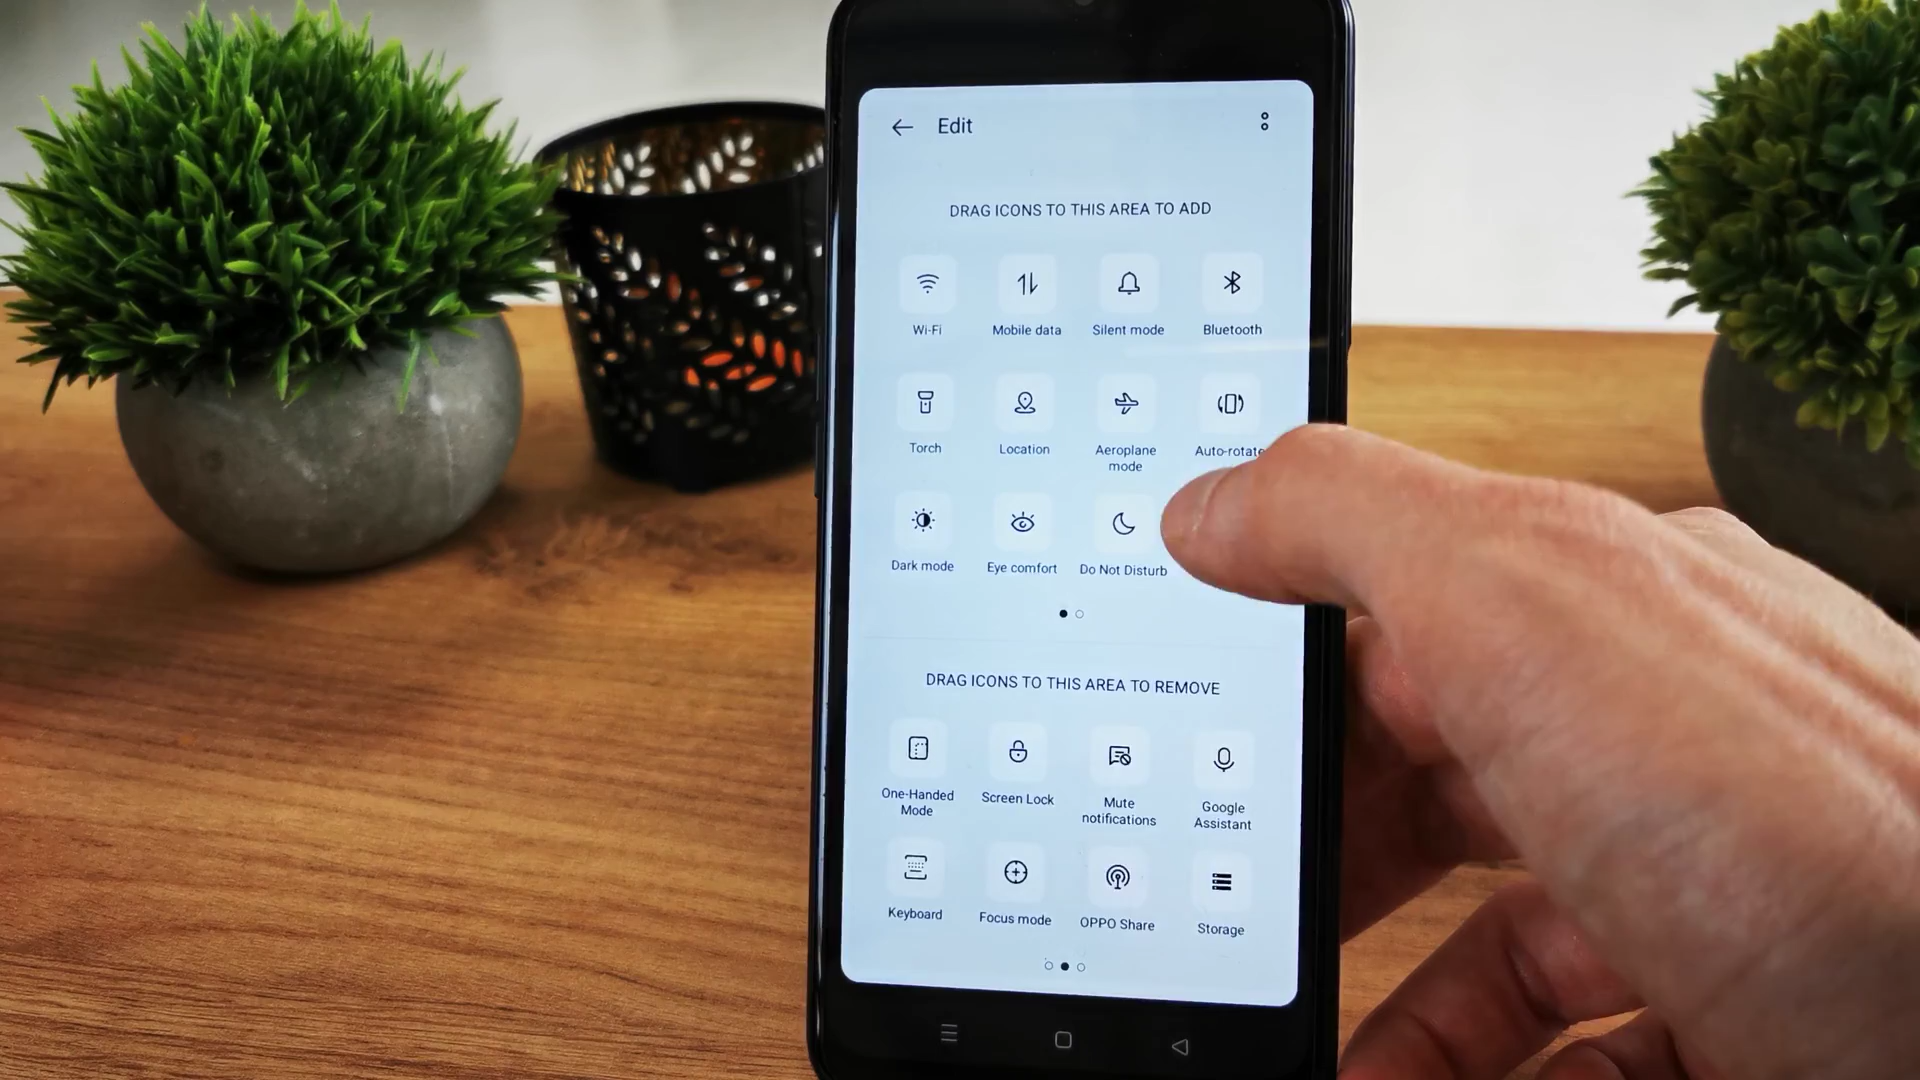 Edit
DRAG ICONS TO THIS AREA TO ADD
Wi-Fi
Mobile data
Silent mode
Bluetooth
Torch
Location
Aeroplane
mode
Auto-rotate
Dark mode
Eye comfort
Do Not Disturb
DRAG ICONS TO THIS AREA TO REMOVE
One-Handed
Mode
Screen Lock
Mute
notifications
Google
Assistant
Keyboard
Focus mode
OPPO Share
Storage